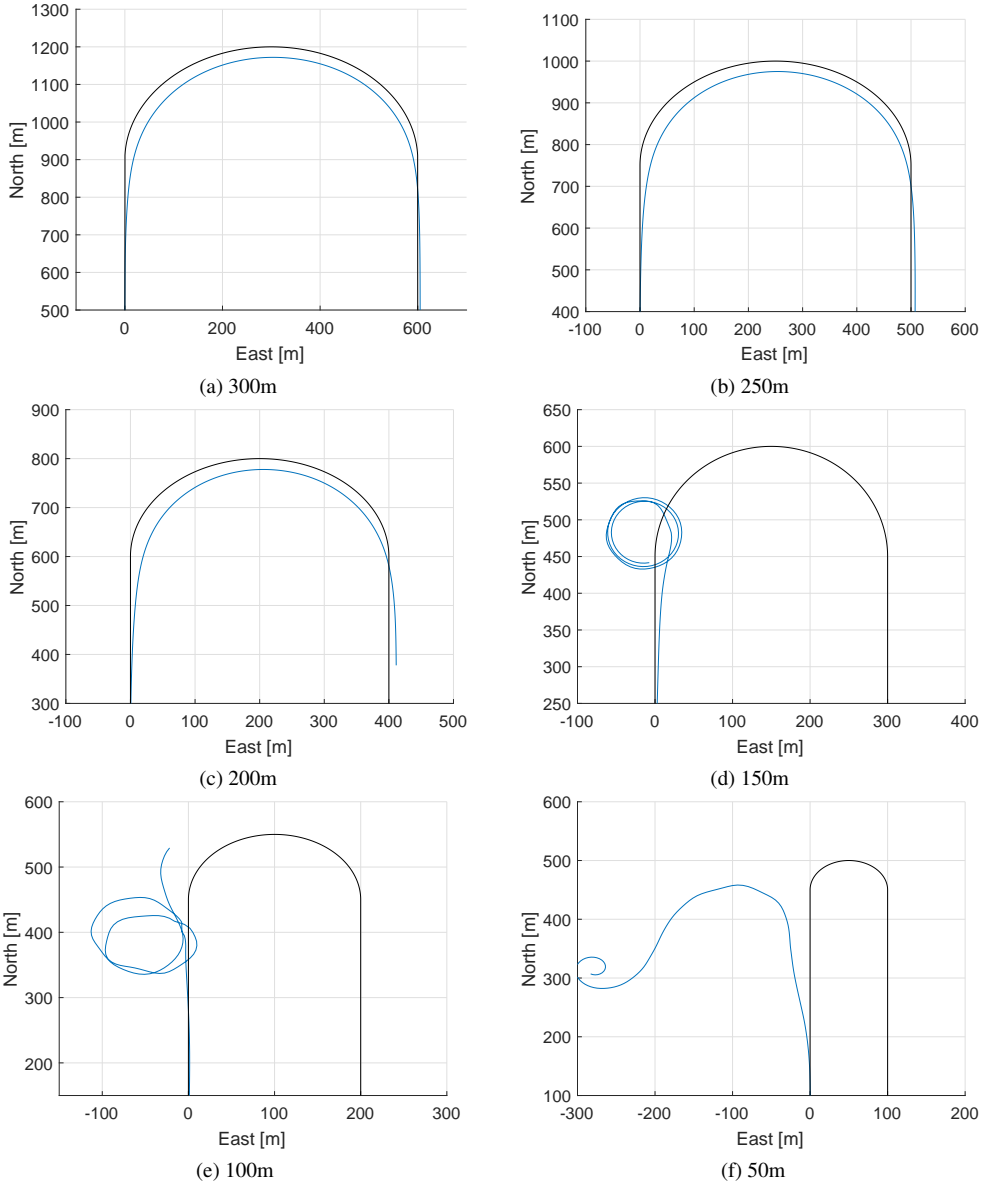 1300
1200
1100
1000
900
800
700
600
500
North [m]
0 200 400 600
East [m]
(a) 300m
1100
1000
900
800
700
600
500
400
North [m]
-100 0 100 200 300 400 500 600
East [m]
(b) 250m
900
800
700
600
500
400
300
North [m]
-100 0 100 200 300 400 500
East [m]
(c) 200m
650
600
550
500
450
400
350
300
250
North [m]
-100 0 100 200 300 400
East [m]
(d) 150m
600
500
400
300
200
North [m]
-100 0 100 200 300
East [m]
(e) 100m
600
500
400
300
200
100
North [m]
-300 -200 -100 0 100 200
East [m]
(f) 50m